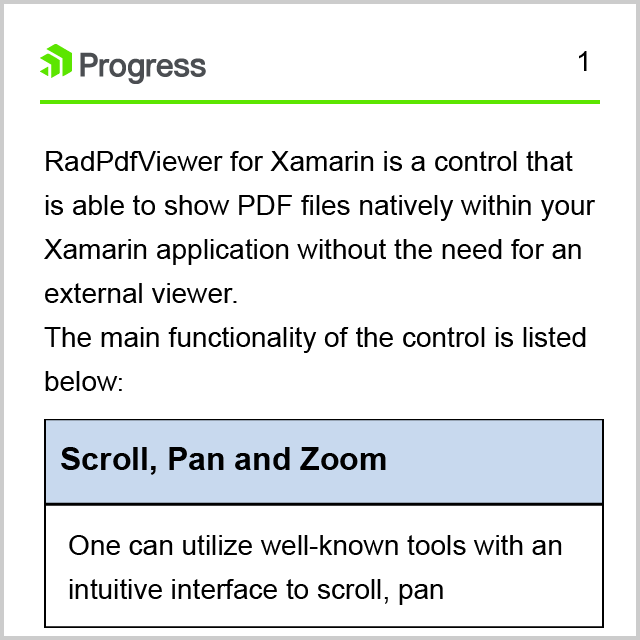 Progress
1
RadPdfViewer for Xamarin is a control that
is able to show PDF files natively within your
Xamarin application without the need for an
external viewer.
The main functionality of the control is listed
below:
Scroll, Pan and Zoom
One can utilize well-known tools with an
intuitive interface to scroll, pan